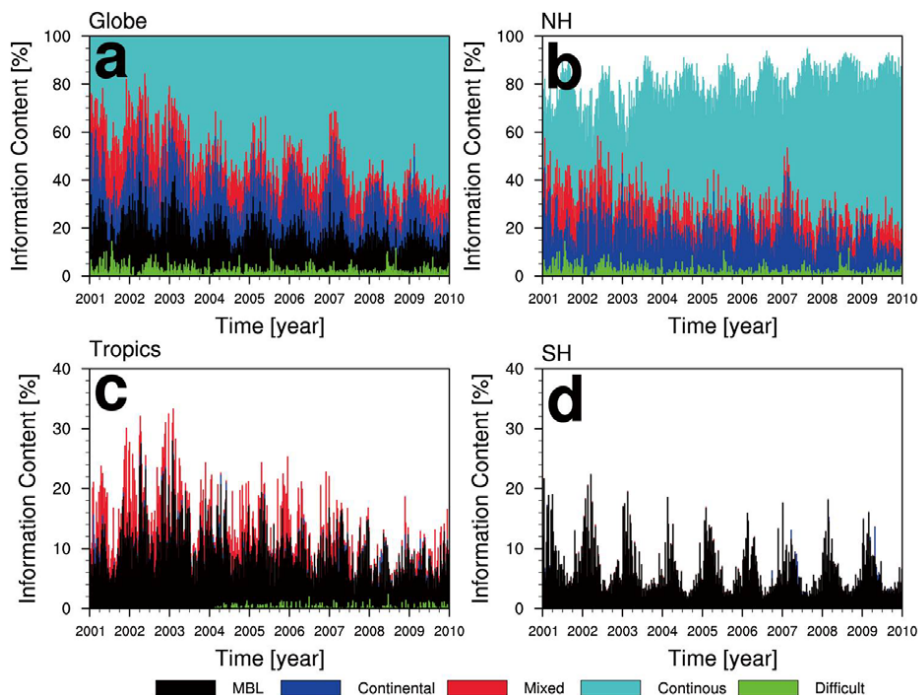 Globe
a
Information Content [%]
100
80
60
40
20
0
2001 2002 2003 2004 2005 2006 2007 2008 2009 2010
Time [year]
NH
b
Information Content [%]
100
80
60
40
20
0
2001 2002 2003 2004 2005 2006 2007 2008 2009 2010
Time [year]
Tropics
c
Information Content [%]
40
30
20
10
0
2001 2002 2003 2004 2005 2006 2007 2008 2009 2010
Time [year]
SH
d
Information Content [%]
40
30
20
10
0
2001 2002 2003 2004 2005 2006 2007 2008 2009 2010
Time [year]
MBL Continental Mixed Continous Difficult